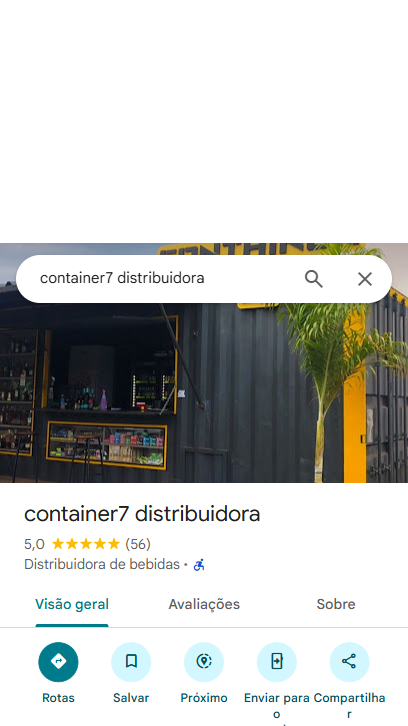 container7 distribuidora
container7 distribuidora
5,0 (56)
Distribuidora de bebidas ·
Visão geral Avaliações Sobre
Rotas Salvar Próximo Enviar para Compartilha
o r